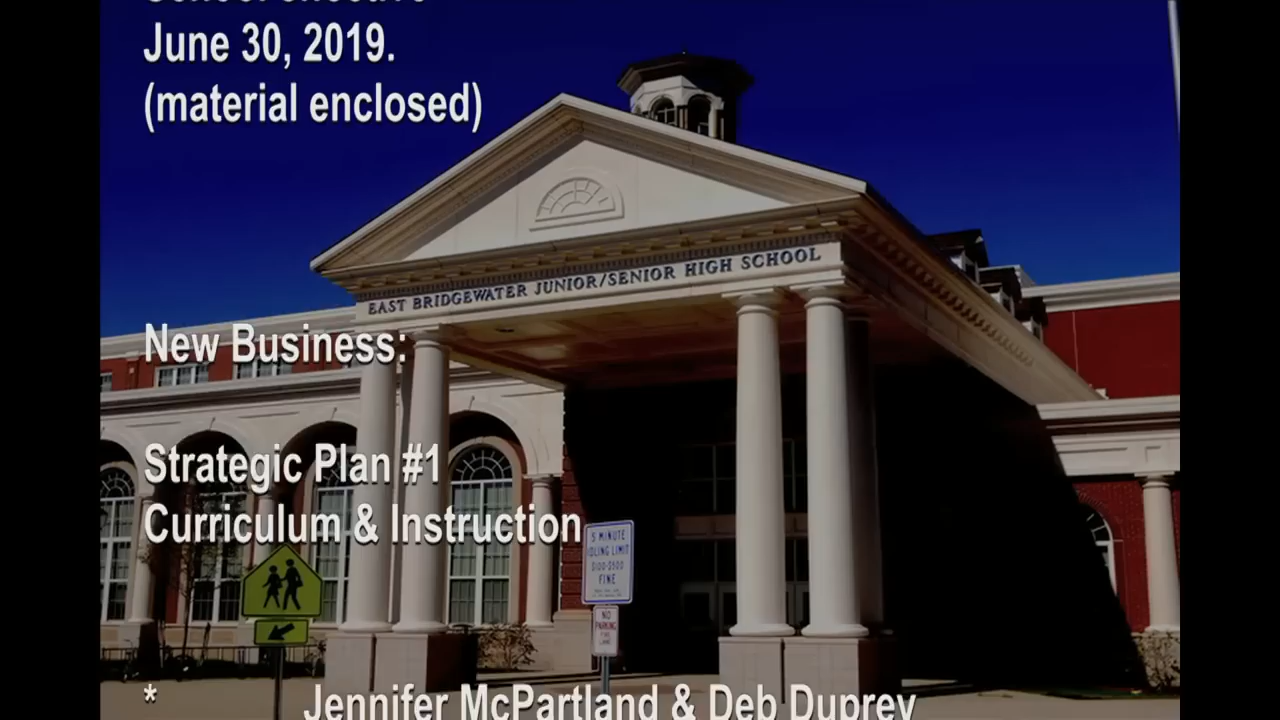 June 30, 2019.
(material enclosed)
EAST BRIDGEWATER JUNIOR/SENIOR HIGH SCHOOL
New Business:
Strategic Plan #1
Curriculum & Instruction
5 MINUTE
IDLING LIMIT
FINE
NO
PARKING
* Jennifer McPartland & Deb Duprey